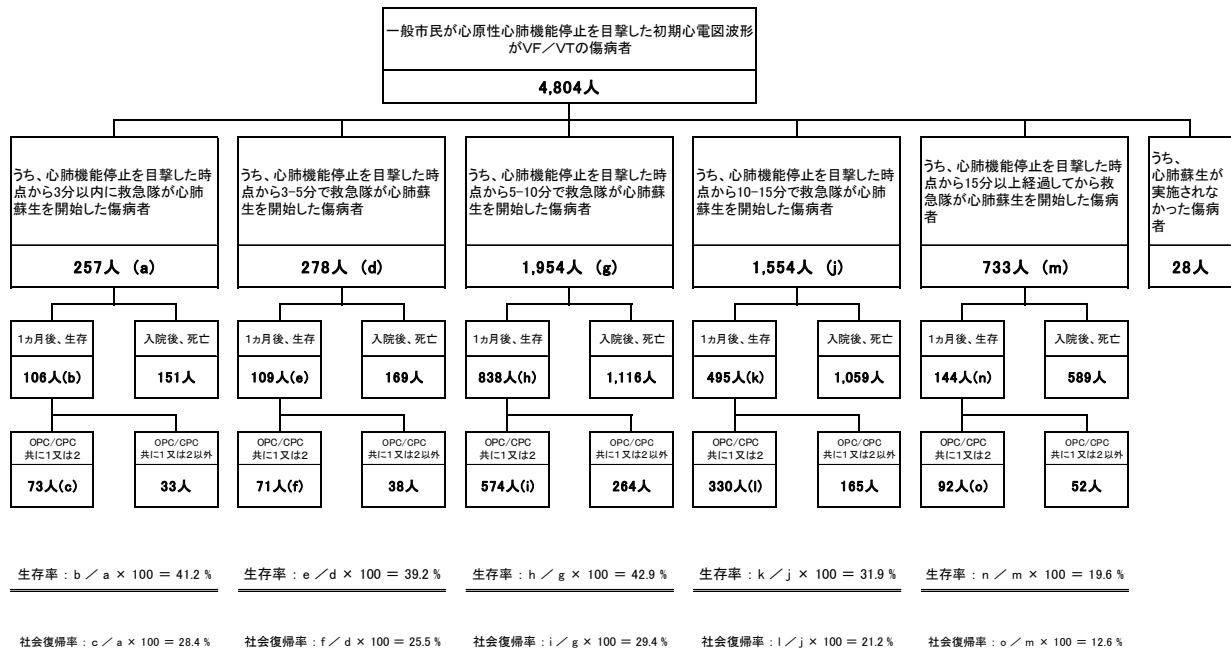 一般市民が心原性心肺機能停止を目撃した初期心電図波形
がVF／VTの傷病者
4,804人
うち、心肺機能停止を目撃した時
点から3分以内に救急隊が心肺
蘇生を開始した傷病者
257人 (a)
うち、心肺機能停止を目撃した時
点から3-5分で救急隊が心肺蘇
生を開始した傷病者
278人 (d)
うち、心肺機能停止を目撃した時
点から5-10分で救急隊が心肺蘇
生を開始した傷病者
1,954人 (g)
うち、心肺機能停止を目撃した時
点から10-15分で救急隊が心肺
蘇生を開始した傷病者
1,554人 (j)
うち、心肺機能停止を目撃した時
点から15分以上経過してから救
急隊が心肺蘇生を開始した傷病
者
733人 (m)
うち、
心肺蘇生が
実施されな
かった傷病
者
28人
1ヵ月後、生存
106人(b)
入院後、死亡
151人
1ヵ月後、生存
109人(e)
入院後、死亡
169人
1ヵ月後、生存
838人(h)
入院後、死亡
1,116人
1ヵ月後、生存
495人(k)
入院後、死亡
1,059人
1ヵ月後、生存
144人(n)
入院後、死亡
589人
OPC/CPC
共に1又は2
73人(c)
OPC/CPC
共に1又は2以外
33人
OPC/CPC
共に1又は2
71人(f)
OPC/CPC
共に1又は2以外
38人
OPC/CPC
共に1又は2
574人(i)
OPC/CPC
共に1又は2以外
264人
OPC/CPC
共に1又は2
330人(l)
OPC/CPC
共に1又は2以外
165人
OPC/CPC
共に1又は2
92人(o)
OPC/CPC
共に1又は2以外
52人
生存率：b ／ a × 100 ＝ 41.2 %
生存率：e ／ d × 100 ＝ 39.2 %
生存率：h ／ g × 100 ＝ 42.9 %
生存率：k ／ j × 100 ＝ 31.9 %
生存率：n ／ m × 100 ＝ 19.6 %
社会復帰率：c ／ a × 100 ＝ 28.4 %
社会復帰率：f ／ d × 100 ＝ 25.5 %
社会復帰率：i ／ g × 100 ＝ 29.4 %
社会復帰率：l ／ j × 100 ＝ 21.2 %
社会復帰率：o ／ m × 100 ＝ 12.6 %